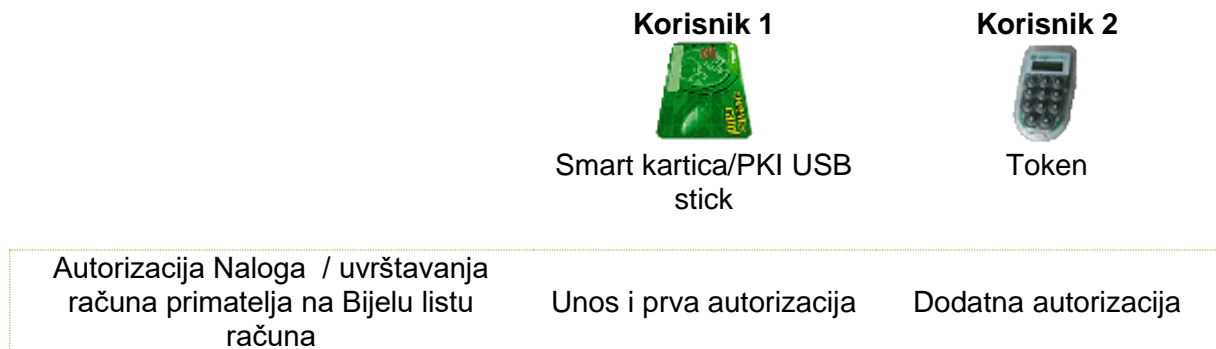 Korisnik 1 Korisnik 2
Smart kartica/PKI USB stick Token
Autorizacija Naloga / uvrštavanja
računa primatelja na Bijelu listu
računa
Unos i prva autorizacija Dodatna autorizacija